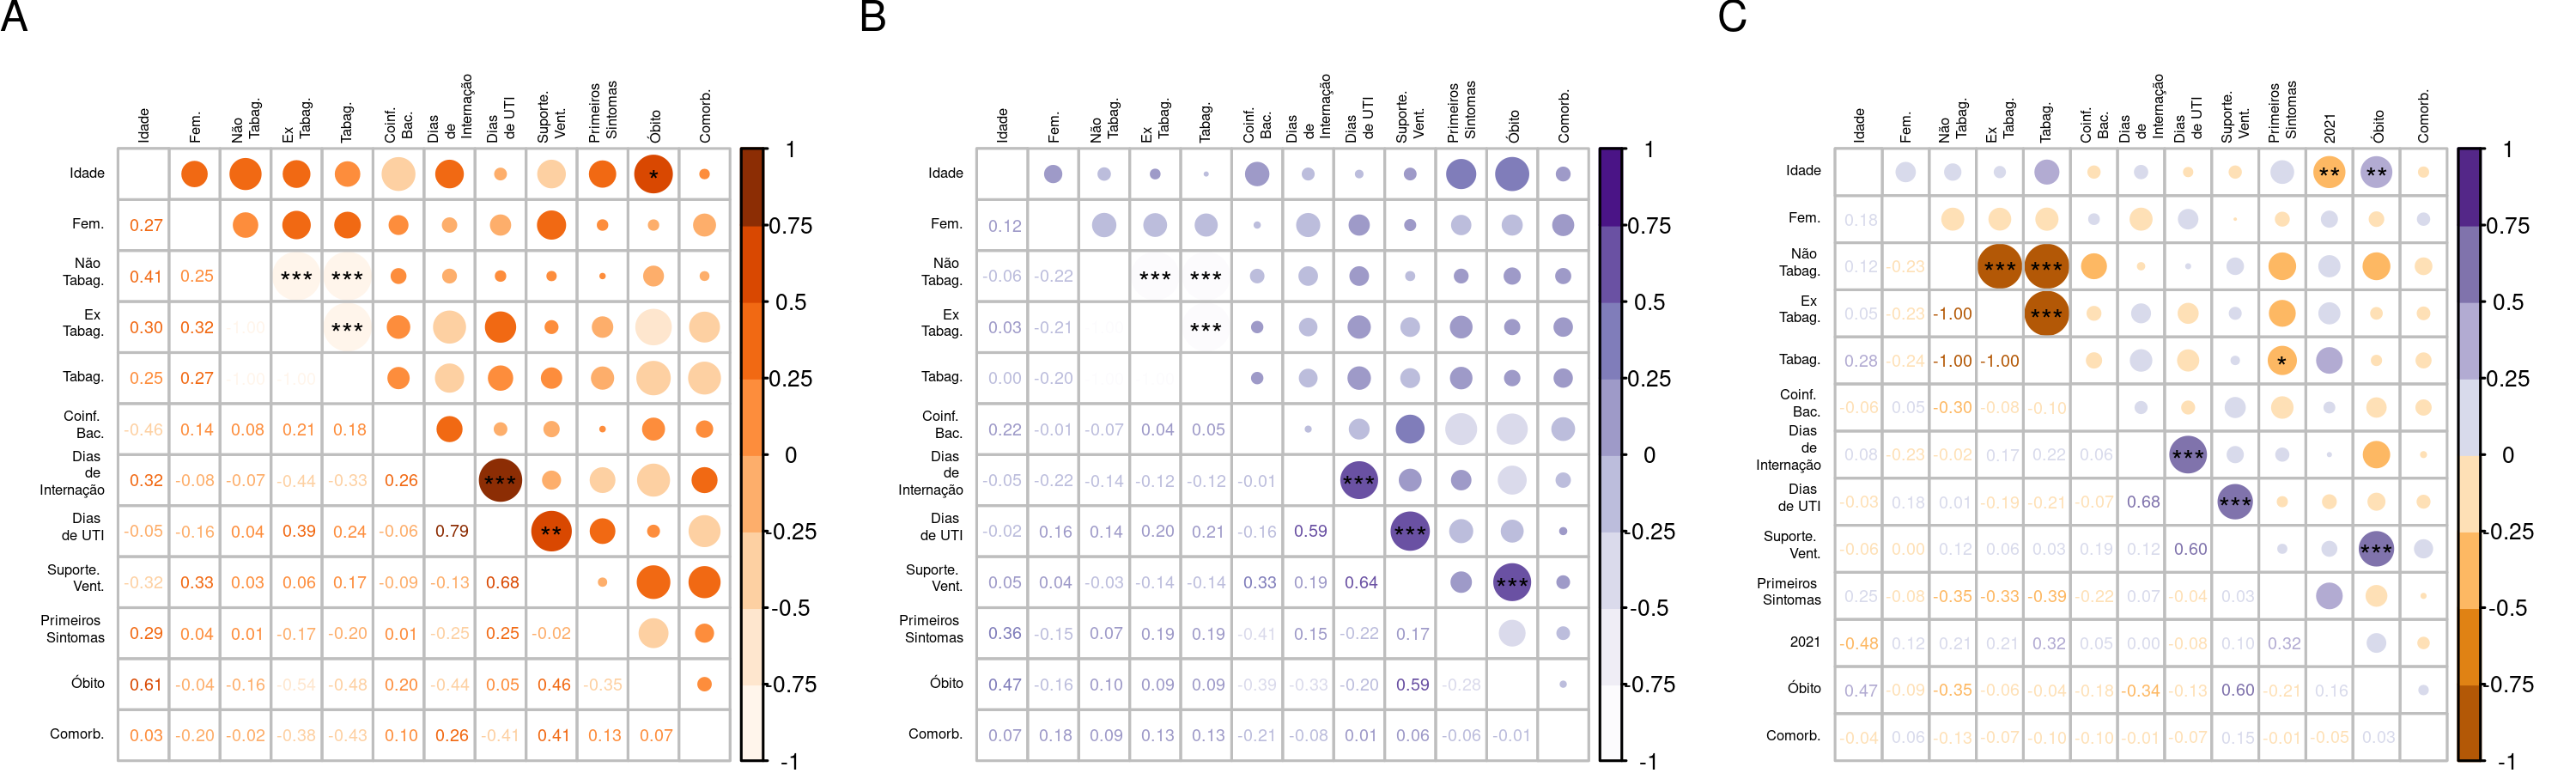 A
B
C
Idade
Fem.
Não
Tabag.
Ex
Tabag.
Tabag.
Coinf.
Bac.
Dias
de
Internação
Dias
de UTI
Suporte.
Vent.
Primeiros
Sintomas
Óbito
Comorb.
Idade *
Fem. 0.27
Não
Tabag. 0.41 0.25 *** ***
Ex
Tabag. 0.30 0.32 -1.00 ***
Tabag. 0.25 0.27 -1.00 -1.00
Coinf.
Bac. -0.46 0.14 0.08 0.21 0.18
Dias
de
Internação 0.32 -0.08 -0.07 -0.44 -0.33 0.26 ***
Dias
de UTI -0.05 -0.16 0.04 0.39 0.24 -0.06 0.79 **
Suporte.
Vent. -0.32 0.33 0.03 0.06 0.17 -0.09 -0.13 0.68
Primeiros
Sintomas 0.29 0.04 0.01 -0.17 -0.20 0.01 -0.25 0.25 -0.02
Óbito 0.61 -0.04 -0.16 -0.54 -0.48 0.20 -0.44 0.05 0.46 -0.35
Comorb. 0.03 -0.20 -0.02 -0.38 -0.43 0.10 0.26 -0.41 0.41 0.13 0.07
1
0.75
0.5
0.25
0
-0.25
-0.5
-0.75
-1
Idade
Fem.
Não
Tabag.
Ex
Tabag.
Tabag.
Coinf.
Bac.
Dias
de
Internação
Dias
de UTI
Suporte.
Vent.
Primeiros
Sintomas
Óbito
Comorb.
Idade
Fem. 0.12
Não
Tabag. -0.06 -0.22 *** ***
Ex
Tabag. 0.03 -0.21 ***
Tabag. 0.00 -0.20
Coinf.
Bac. 0.22 -0.01 -0.07 0.04 0.05
Dias
de
Internação -0.05 -0.22 -0.14 -0.12 -0.12 -0.01 ***
Dias
de UTI -0.02 0.16 0.14 0.20 0.21 -0.16 0.59 ***
Suporte.
Vent. 0.05 0.04 -0.03 -0.14 -0.14 0.33 0.19 0.64 ***
Primeiros
Sintomas 0.36 -0.15 0.07 0.19 0.19 -0.41 0.15 -0.22 0.17
Óbito 0.47 -0.16 0.10 0.09 0.09 -0.39 -0.33 -0.20 0.59 -0.28
Comorb. 0.07 0.18 0.09 0.13 0.13 -0.21 -0.08 0.01 0.06 -0.06 -0.01
1
0.75
0.5
0.25
0
-0.25
-0.5
-0.75
-1
Idade
Fem.
Não
Tabag.
Ex
Tabag.
Tabag.
Coinf.
Bac.
Dias
de
Internação
Dias
de UTI
Suporte.
Vent.
Primeiros
Sintomas
2021
Óbito
Comorb.
Idade ** **
Fem. 0.18
Não
Tabag. 0.12 -0.23 *** ***
Ex
Tabag. 0.05 -0.23 -1.00 ***
Tabag. 0.28 -0.24 -1.00 -1.00 *
Coinf.
Bac. -0.06 0.05 -0.30 -0.08 -0.10
Dias
de
Internação 0.08 -0.23 -0.02 0.17 0.22 0.06 ***
Dias
de UTI -0.03 0.18 0.01 -0.19 -0.21 -0.07 0.68 ***
Suporte.
Vent. -0.06 0.00 0.12 0.06 0.03 0.19 0.12 0.60 ***
Primeiros
Sintomas 0.25 -0.08 -0.35 -0.33 -0.39 -0.22 0.07 -0.04 0.03
2021 -0.48 0.12 0.21 0.21 0.32 0.05 0.00 -0.08 0.10 0.32
Óbito 0.47 -0.09 -0.35 -0.06 -0.04 -0.18 -0.34 -0.13 0.60 -0.21 0.16
Comorb. -0.04 0.06 -0.13 -0.07 -0.10 -0.10 -0.01 -0.07 0.15 -0.01 -0.05 0.03
1
0.75
0.5
0.25
0
-0.25
-0.5
-0.75
-1